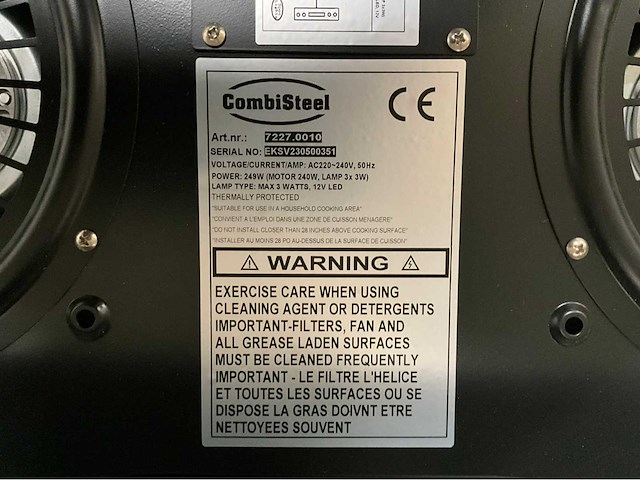 CombiSteel CE
Art.nr.: 7227.0010
SERIAL NO: EKSV230500351
VOLTAGE/CURRENT/AMP: AC220~240V, 50Hz
POWER: 249W (MOTOR 240W, LAMP 3x 3W)
LAMP TYPE: MAX 3 WATTS, 12V LED
THERMALLY PROTECTED
"SUITABLE FOR USE IN A HOUSEHOLD COOKING AREA"
"CONVIENT A L'EMPLOI DANS UNE ZONE DE CUISSON MENAGERE"
"DO NOT INSTALL CLOSER THAN 28 INCHES ABOVE COOKING SURFACE"
"INSTALLER AU MOINS 28 PO AU-DESSUS DE LA SURFACE DE CUISSON"
WARNING
EXERCISE CARE WHEN USING
CLEANING AGENT OR DETERGENTS
IMPORTANT-FILTERS, FAN AND
ALL GREASE LADEN SURFACES
MUST BE CLEANED FREQUENTLY
IMPORTANT - LE FILTRE L'HELICE
ET TOUTES LES SURFACES OU SE
DISPOSE LA GRAS DOIVNT ETRE
NETTOYEES SOUVENT